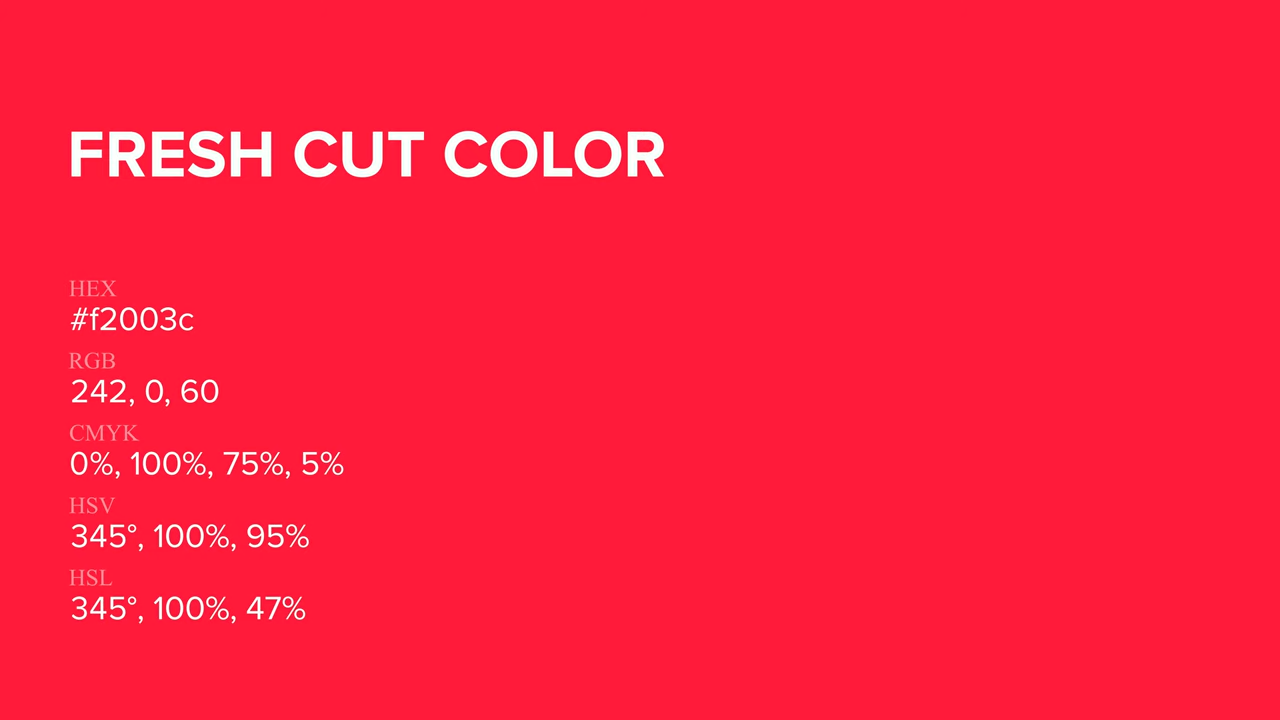 FRESH CUT COLOR
HEX
#f2003c
RGB
242, 0, 60
CMYK
0%, 100%, 75%, 5%
HSV
345°, 100%, 95%
HSL
345°, 100%, 47%